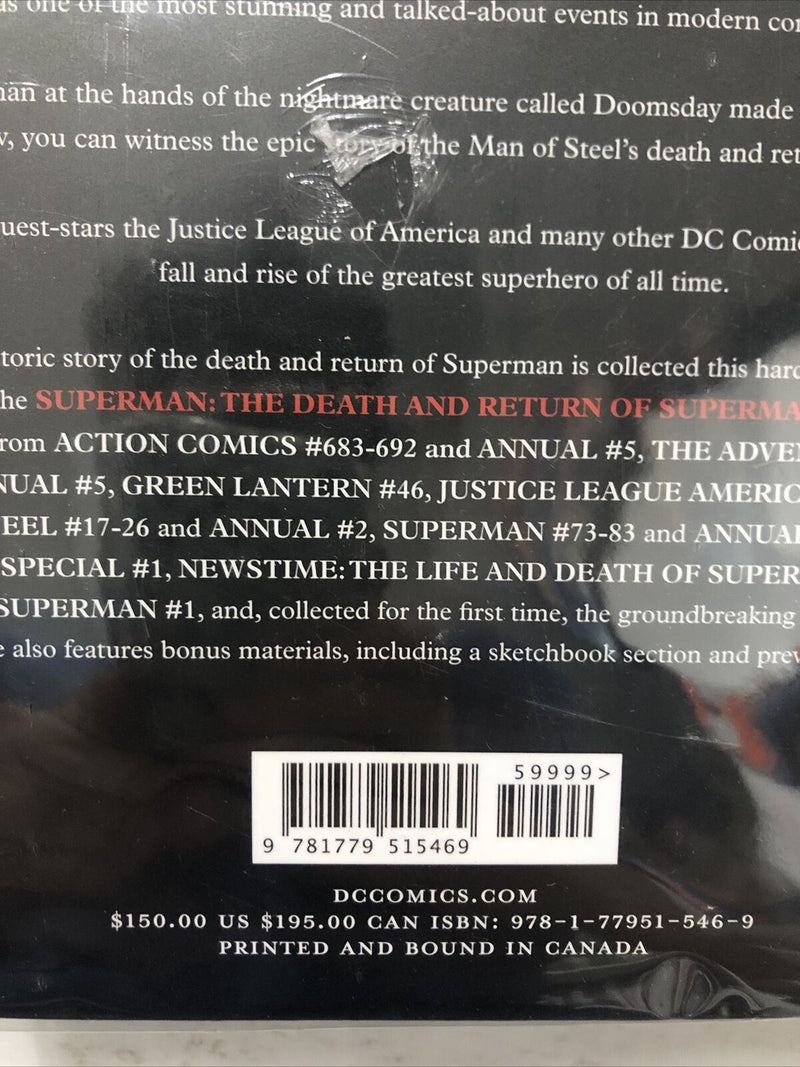 us one of the most stunning and talked-about events in modern co
an at the hands of the nightmare creature called Doomsday made
you can witness the epic story of the Man of Steel's death and ret
uest-stars the Justice League of America and many other DC Comi
fall and rise of the greatest superhero of all time.
toric story of the death and return of Superman is collected this hard
he SUPERMAN: THE DEATH AND RETURN OF SUPERMA
rom ACTION COMICS #683-692 and ANNUAL #5, THE ADVE
NUAL #5, GREEN LANTERN #46, JUSTICE LEAGUE AMERIC
EEL #17-26 and ANNUAL #2, SUPERMAN #73-83 and ANNUAL
SPECIAL #1, NEWSTIME: THE LIFE AND DEATH OF SUPER
SUPERMAN #1, and, collected for the first time, the groundbreaking
e also features bonus materials, including a sketchbook section and prev
59999>
9 781779 515469
DCCOMICS.COM
$150.00 US $195.00 CAN ISBN: 978-1-77951-546-9
PRINTED AND BOUND IN CANADA